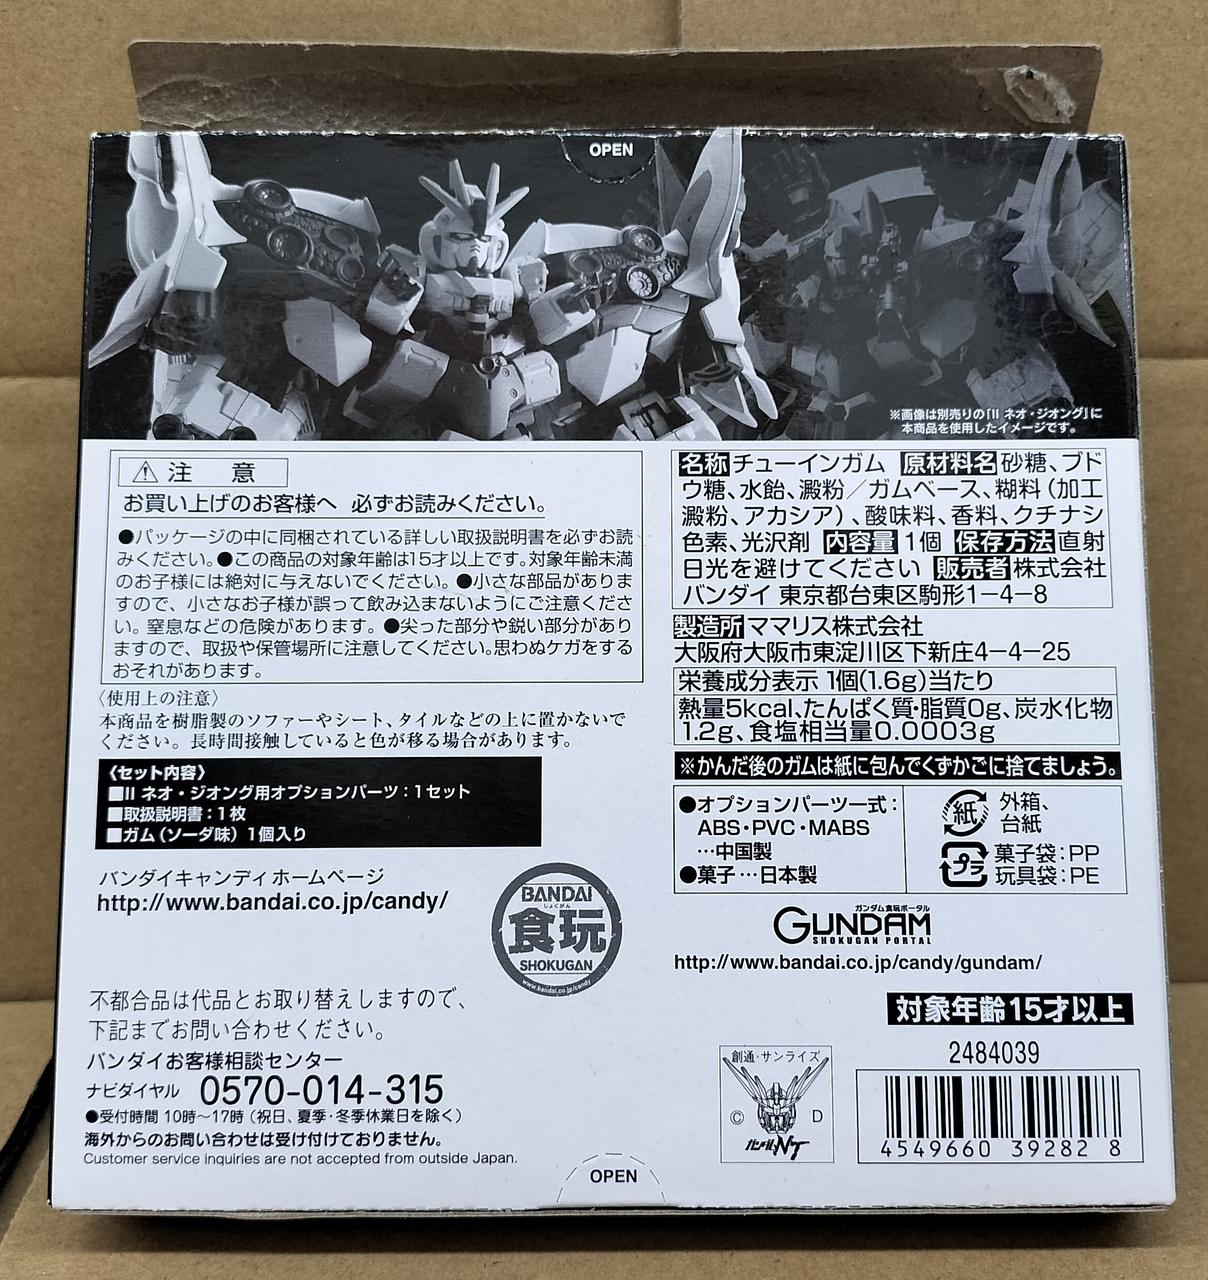 OPEN
※画像は別売りの「II ネオ・ジオング」に
本商品を使用したイメージです。
⚠注 意
お買い上げのお客様へ 必ずお読みください。
●パッケージの中に同梱されている詳しい取扱説明書を必ずお読
みください。●この商品の対象年齢は15才以上です。対象年齢未満
のお子様には絶対に与えないでください。●小さな部品がありま
すので、小さなお子様が誤って飲み込まないようにご注意くださ
い。窒息などの危険があります。●尖った部分や鋭い部分があり
ますので、取扱や保管場所に注意してください。思わぬケガをする
おそれがあります。
〈使用上の注意〉
本商品を樹脂製のソファーやシート、タイルなどの上に置かないで
ください。長時間接触していると色が移る場合があります。
《セット内容》
■II ネオ・ジオング用オプションパーツ：1セット
■取扱説明書：1枚
■ガム（ソーダ味）1個入り
バンダイキャンディ ホームページ
http://www.bandai.co.jp/candy/
BANDAI
しょくがん
食玩
SHOKUGAN
www.bandai.co.jp/candy/
不都合品は代品とお取り替えしますので、
下記までお問い合わせください。
バンダイお客様相談センター
ナビダイヤル 0570-014-315
●受付時間 10時～17時（祝日、夏季・冬季休業日を除く）
海外からのお問い合わせは受け付けておりません。
Customer service inquiries are not accepted from outside Japan.
名称チューインガム 原材料名砂糖、ブド
ウ糖、水飴、澱粉／ガムベース、糊料（加工
澱粉、アカシア）、酸味料、香料、クチナシ
色素、光沢剤 内容量 1個 保存方法直射
日光を避けてください 販売者株式会社
バンダイ 東京都台東区駒形1－4－8
製造所ママリス株式会社
大阪府大阪市東淀川区下新庄4－4－25
栄養成分表示 1個(1.6g)当たり
熱量5kcal、たんぱく質・脂質0g、炭水化物
1.2g、食塩相当量0.0003g
※かんだ後のガムは紙に包んでくずかごに捨てましょう。
●オプションパーツ一式：
ABS・PVC・MABS
…中国製
●菓子…日本製
紙 外箱、
台紙
プラ 菓子袋：PP
玩具袋：PE
ガンダム食玩ポータル
GUNDAM
SHOKUGAN PORTAL
http://www.bandai.co.jp/candy/gundam/
対象年齢15才以上
創通・サンライズ
© D
ガンダムNT
2484039
4549660 39282 8
OPEN